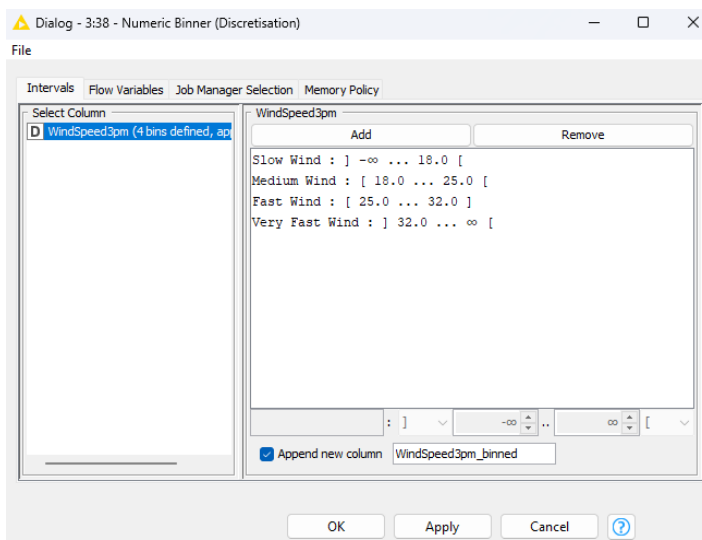 Dialog - 3:38 - Numeric Binner (Discretisation)
File
Intervals Flow Variables Job Manager Selection Memory Policy
Select Column
D WindSpeed3pm (4 bins defined, ap
WindSpeed3pm
Add Remove
Slow Wind : ] -∞ ... 18.0 [
Medium Wind : [ 18.0 ... 25.0 [
Fast Wind : [ 25.0 ... 32.0 ]
Very Fast Wind : ] 32.0 ... ∞ [
: ] -∞ .. ∞ [
Append new column WindSpeed3pm_binned
OK Apply Cancel ?